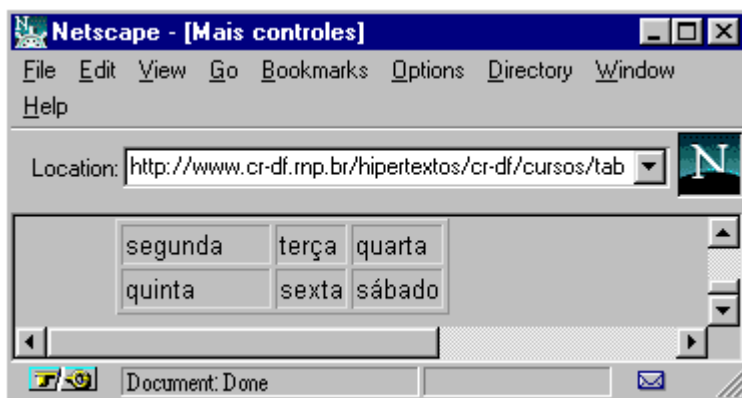 Netscape - [Mais controles]
File Edit View Go Bookmarks Options Directory Window
Help
Location: http://www.cr-df.rnp.br/hipertextos/cr-df/cursos/tab
N
segunda terça quarta
quinta sexta sábado
Document: Done